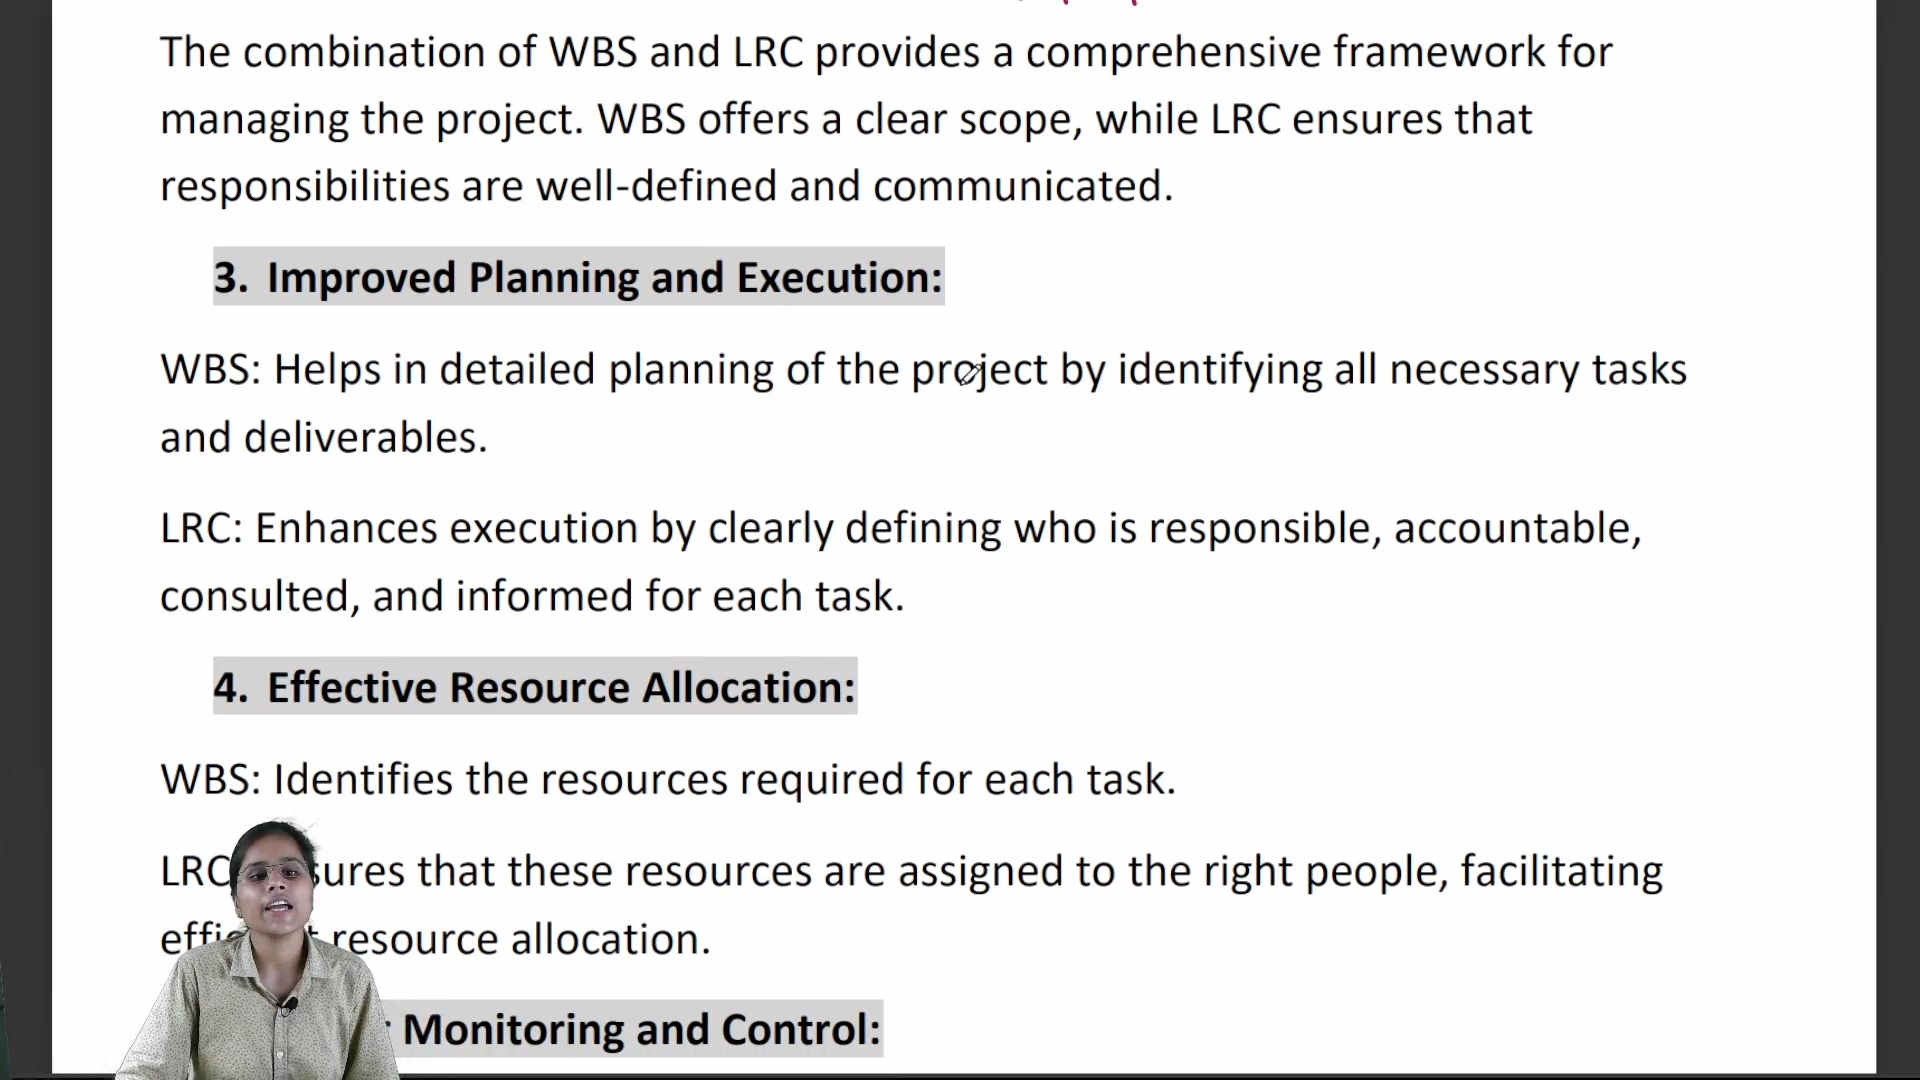 The combination of WBS and LRC provides a comprehensive framework for
managing the project. WBS offers a clear scope, while LRC ensures that
responsibilities are well-defined and communicated.
3. Improved Planning and Execution:
WBS: Helps in detailed planning of the project by identifying all necessary tasks
and deliverables.
LRC: Enhances execution by clearly defining who is responsible, accountable,
consulted, and informed for each task.
4. Effective Resource Allocation:
WBS: Identifies the resources required for each task.
LRC that these resources are assigned to the right people, facilitating
resource allocation.
Monitoring and Control: